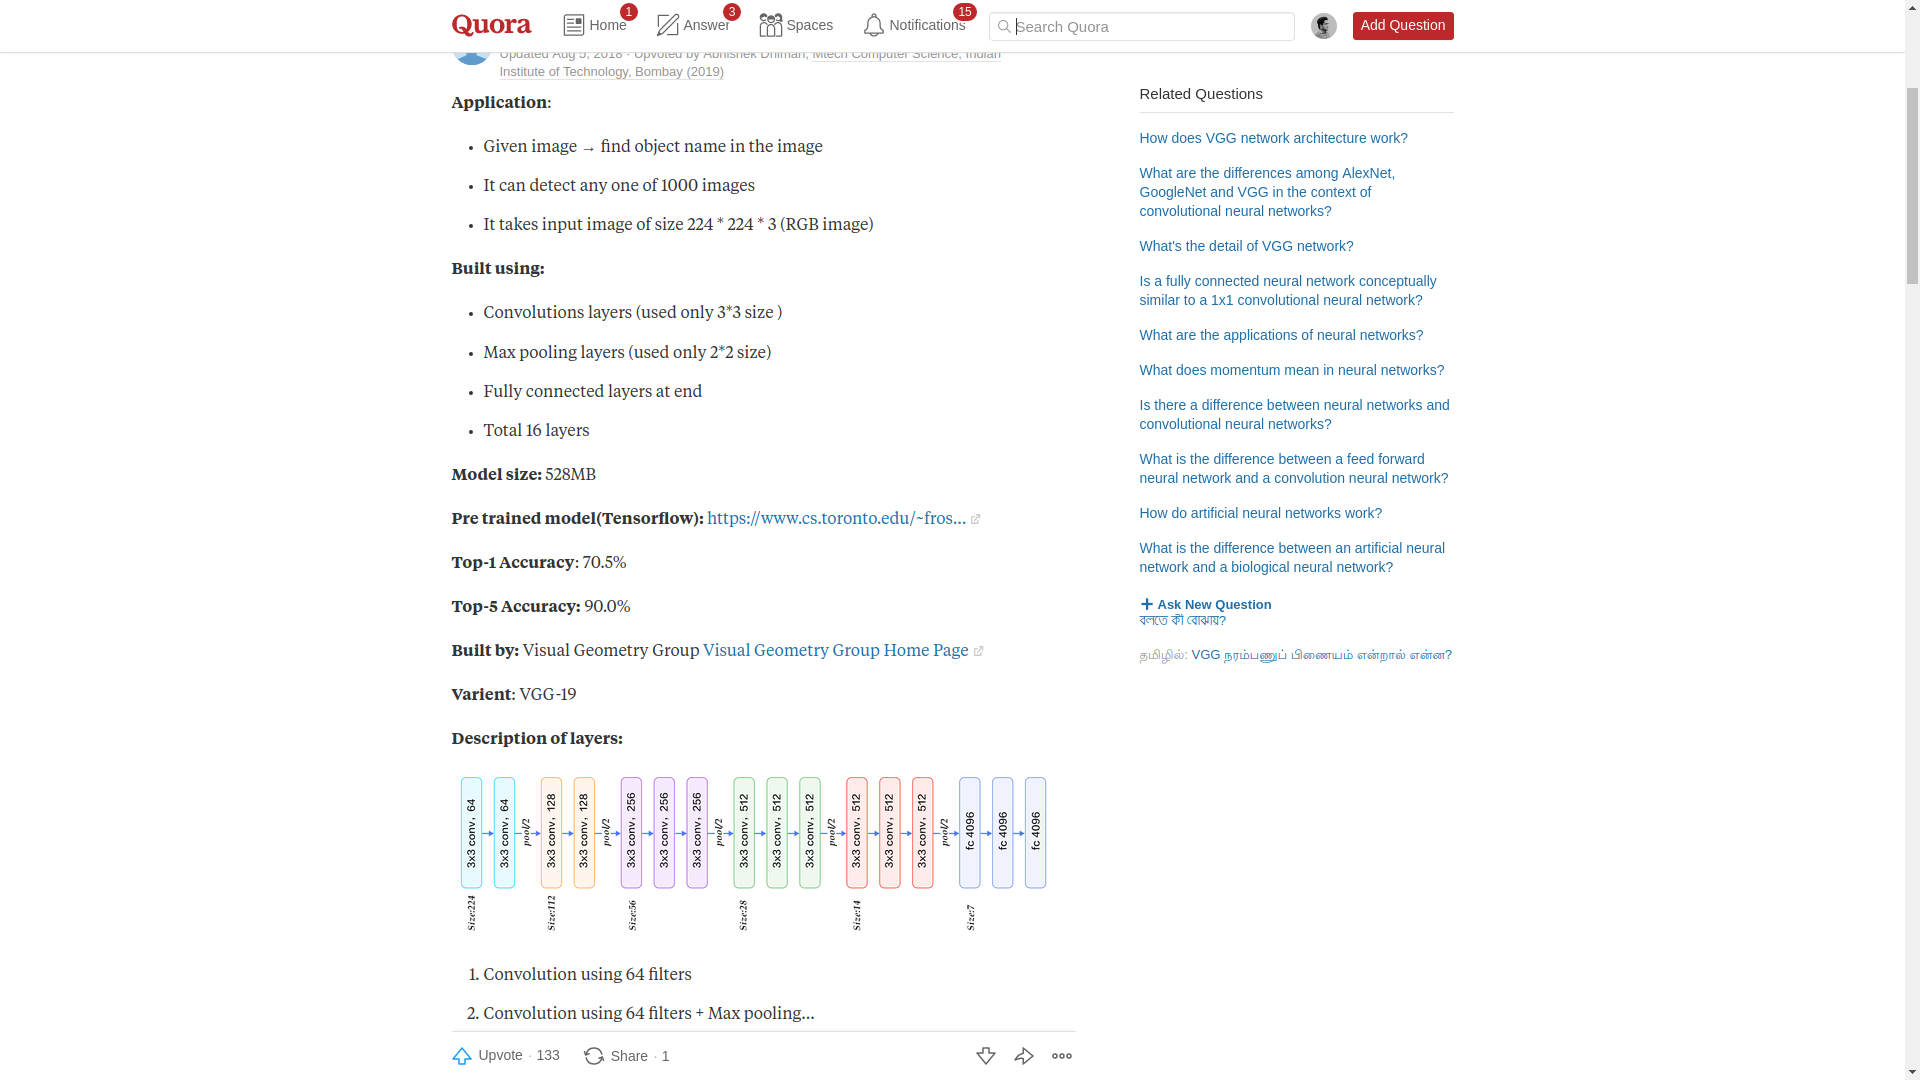 Quora
Home 1
Answer 3
Spaces
Notifications 15
Search Quora
Add Question
Updated Aug 5, 2018 · Upvoted by Abhishek Dhiman, Mtech Computer Science, Indian
Institute of Technology, Bombay (2019)
Application:
• Given image → find object name in the image
• It can detect any one of 1000 images
• It takes input image of size 224 * 224 * 3 (RGB image)
Built using:
• Convolutions layers (used only 3*3 size )
• Max pooling layers (used only 2*2 size)
• Fully connected layers at end
• Total 16 layers
Model size: 528MB
Pre trained model(Tensorflow): https://www.cs.toronto.edu/~fros...
Top-1 Accuracy: 70.5%
Top-5 Accuracy: 90.0%
Built by: Visual Geometry Group Visual Geometry Group Home Page
Varient: VGG-19
Description of layers:
3x3 conv, 64
3x3 conv, 64
pool/2
3x3 conv, 128
3x3 conv, 128
pool/2
3x3 conv, 256
3x3 conv, 256
3x3 conv, 256
pool/2
3x3 conv, 512
3x3 conv, 512
3x3 conv, 512
pool/2
3x3 conv, 512
3x3 conv, 512
3x3 conv, 512
pool/2
fc 4096
fc 4096
fc 4096
Size:224
Size:112
Size:56
Size:28
Size:14
Size:7
1. Convolution using 64 filters
2. Convolution using 64 filters + Max pooling...
Upvote · 133
Share · 1
Related Questions
How does VGG network architecture work?
What are the differences among AlexNet,
GoogleNet and VGG in the context of
convolutional neural networks?
What's the detail of VGG network?
Is a fully connected neural network conceptually
similar to a 1x1 convolutional neural network?
What are the applications of neural networks?
What does momentum mean in neural networks?
Is there a difference between neural networks and
convolutional neural networks?
What is the difference between a feed forward
neural network and a convolution neural network?
How do artificial neural networks work?
What is the difference between an artificial neural
network and a biological neural network?
+ Ask New Question
বলতে কী বোঝায়?
தமிழில்: VGG நரம்பணுப் பிணையம் என்றால் என்ன?